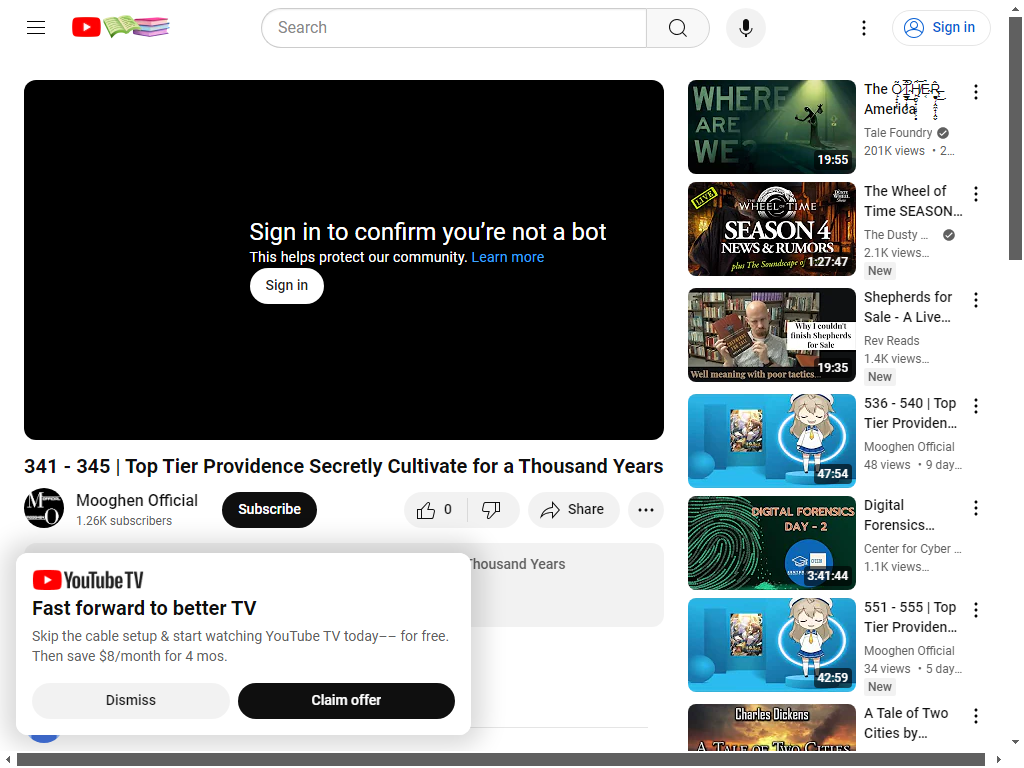 Search
Sign in
Sign in to confirm you’re not a bot
This helps protect our community. Learn more
Sign in
341 - 345 | Top Tier Providence Secretly Cultivate for a Thousand Years
Mooghen Official
1.26K subscribers
Subscribe
0
Share
Thousand Years
YouTube TV
Fast forward to better TV
Skip the cable setup & start watching YouTube TV today–– for free.
Then save $8/month for 4 mos.
Dismiss
Claim offer
WHERE
ARE
WE?
19:55
The OTHER
America
Tale Foundry
201K views • 2...
LIVE!
THE
WHEEL OF TIME
DUSTY
WHEEL
Show
SEASON 4
NEWS & RUMORS
plus The Soundscape of
1:27:47
The Wheel of
Time SEASON...
The Dusty ...
2.1K views...
New
Why I couldn't
finish Shepherds
for Sale
Well meaning with poor tactics...
19:35
Shepherds for
Sale - A Live...
Rev Reads
1.4K views...
New
47:54
536 - 540 | Top
Tier Providen...
Mooghen Official
48 views • 9 day...
DIGITAL FORENSICS
DAY - 2
3:41:44
Digital
Forensics...
Center for Cyber ...
1.1K views...
42:59
551 - 555 | Top
Tier Providen...
Mooghen Official
34 views • 5 day...
New
Charles Dickens
A TALE OF TWO CITIES
A Tale of Two
Cities by...